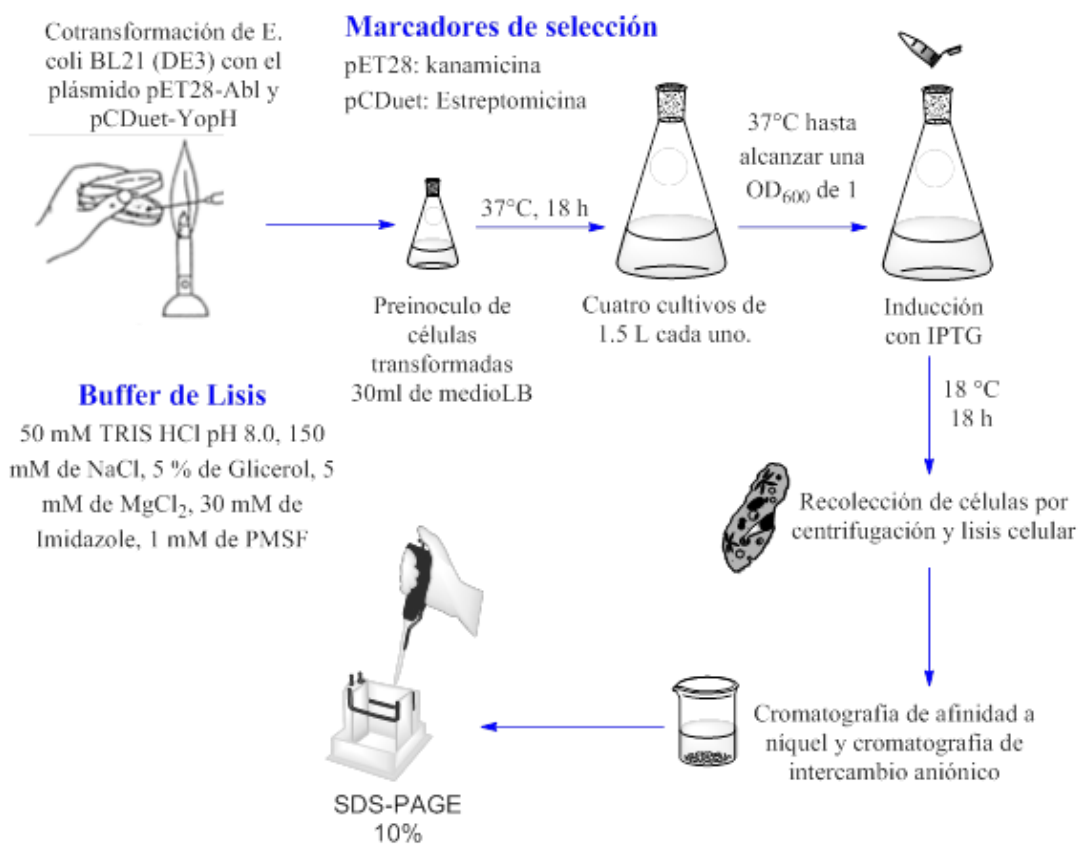 Cotransformación de E.
coli BL21 (DE3) con el
plásmido pET28-Abl y
pCDuet-YopH
Marcadores de selección
pET28: kanamicina
pCDuet: Estreptomicina
37°C, 18 h
37°C hasta
alcanzar una
OD600 de 1
Preinoculo de
células
transformadas
30ml de medioLB
Cuatro cultivos de
1.5 L cada uno.
Inducción
con IPTG
18 °C
18 h
Buffer de Lisis
50 mM TRIS HCl pH 8.0, 150
mM de NaCl, 5 % de Glicerol, 5
mM de MgCl2, 30 mM de
Imidazole, 1 mM de PMSF
Recolección de células por
centrifugación y lisis celular
Cromatografia de afinidad a
níquel y cromatografia de
intercambio aniónico
SDS-PAGE
10%